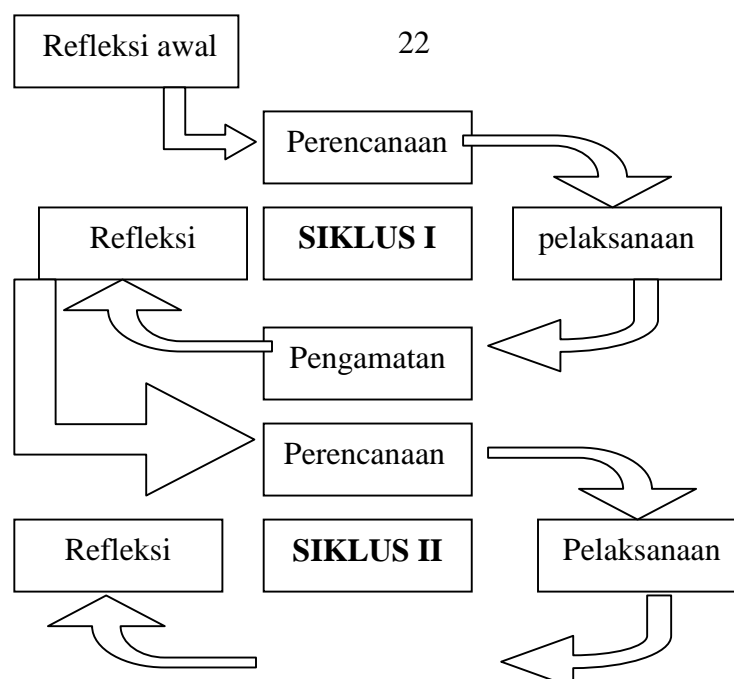 22
Refleksi awal
Perencanaan
Refleksi
SIKLUS I
pelaksanaan
Pengamatan
Perencanaan
Refleksi
SIKLUS II
Pelaksanaan